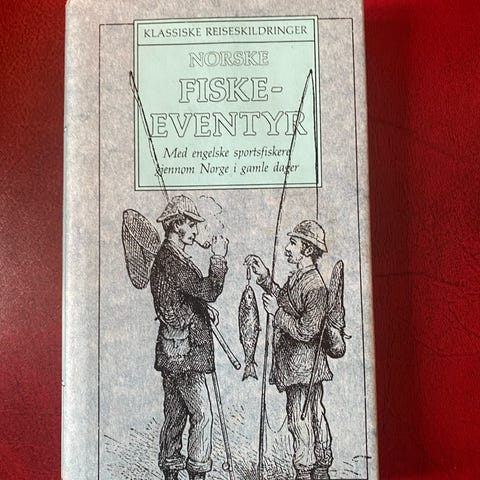 KLASSISKE REISESKILDRINGER
NORSKE
FISKE-
EVENTYR
Med engelske sportsfiskere
gjennom Norge i gamle dager